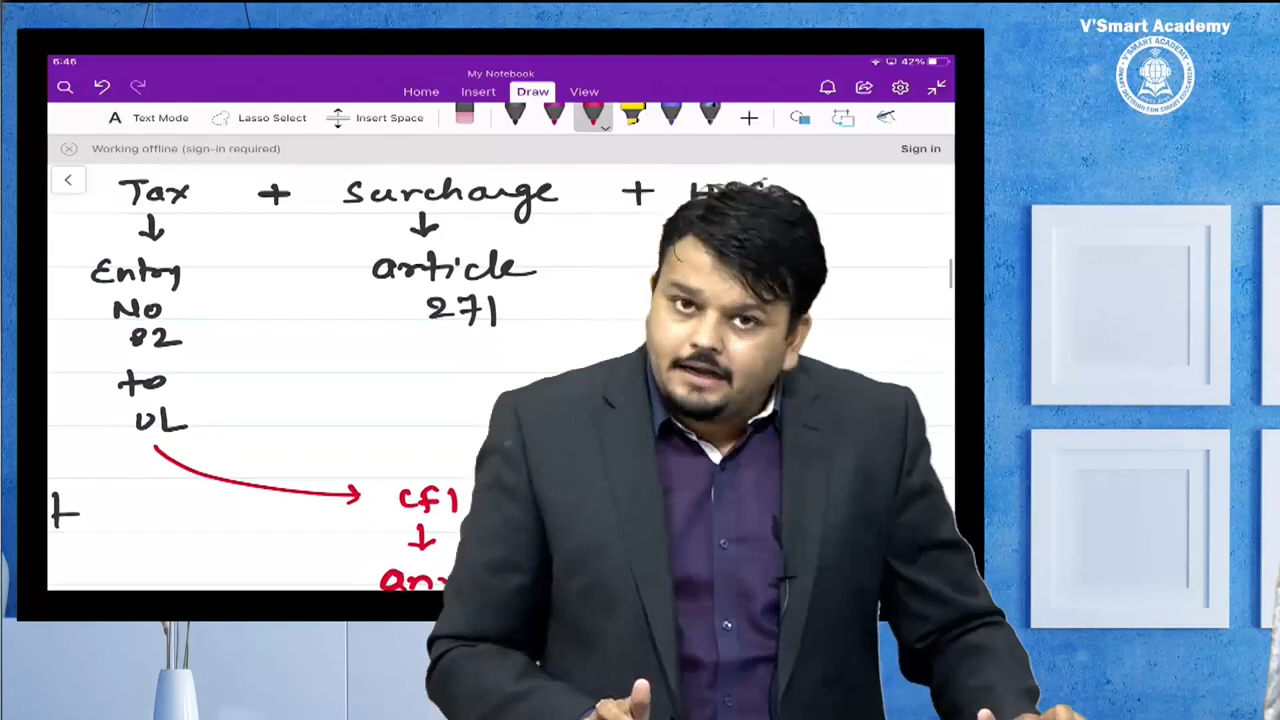 V'Smart Academy
6:46
42%
My Notebook
Home Insert Draw View
Text Mode Lasso Select Insert Space
Working offline (sign-in required)
Sign in
Tax + Surcharge +
Entry article
No 271
82
to
UL
CFI